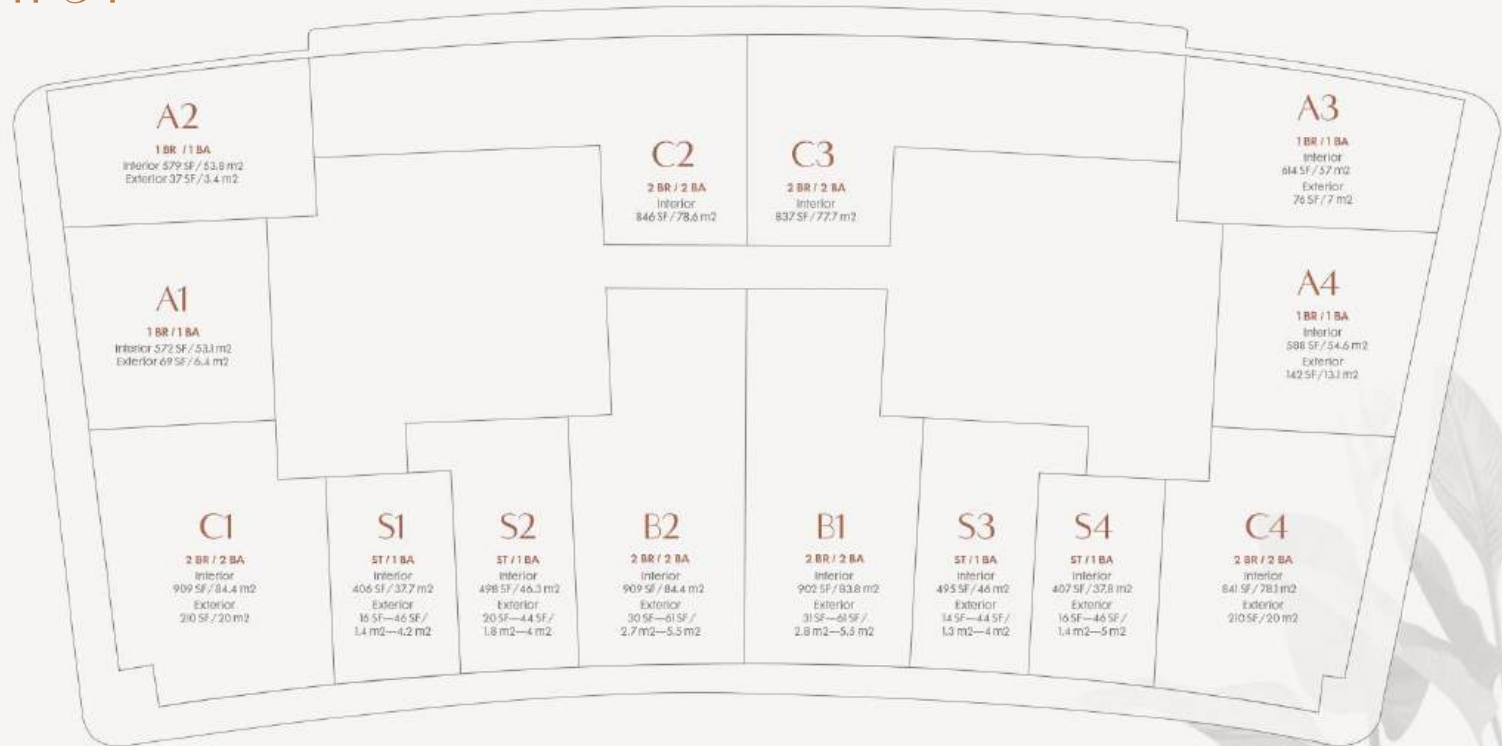 A2
1 BR / 1 BA
Interior 579 SF/53.8 m2
Exterior 37 SF/3.4 m2
C2
2 BR / 2 BA
Interior
846 SF/78.6 m2
C3
2 BR / 2 BA
Interior
837 SF/77.7 m2
A3
1 BR / 1 BA
Interior
614 SF/57 m2
Exterior
76 SF/7 m2
A1
1 BR / 1 BA
Interior 572 SF/53.1 m2
Exterior 69 SF/6.4 m2
A4
1 BR / 1 BA
Interior
588 SF/54.6 m2
Exterior
142 SF/13.1 m2
C1
2 BR / 2 BA
Interior
909 SF/84.4 m2
Exterior
210 SF/20 m2
S1
ST/1 BA
Interior
406 SF/37.7 m2
Exterior
16 SF—46 SF/
1.4 m2—4.2 m2
S2
ST/1 BA
Interior
498 SF/46.3 m2
Exterior
20 SF—44 SF/
1.8 m2—4 m2
B2
2 BR / 2 BA
Interior
909 SF/84.4 m2
Exterior
30 SF—61 SF/
2.7 m2—5.5 m2
B1
2 BR / 2 BA
Interior
902 SF/83.8 m2
Exterior
31 SF—61 SF/
2.8 m2—5.5 m2
S3
ST/1 BA
Interior
495 SF/46 m2
Exterior
14 SF—44 SF/
1.3 m2—4 m2
S4
ST/1 BA
Interior
407 SF/37.8 m2
Exterior
16 SF—46 SF/
1.4 m2—5 m2
C4
2 BR / 2 BA
Interior
841 SF/78.1 m2
Exterior
210 SF/20 m2